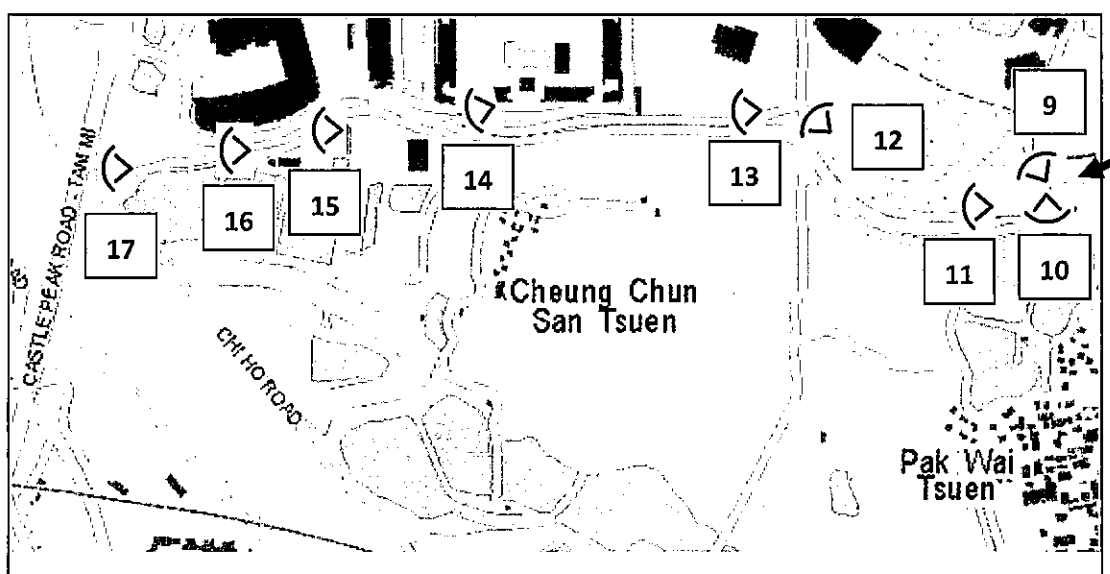 9
12
14
13
15
16
17
11
10
CASTLE PEAK ROAD - TAN MI
Cheung Chun
San Tsuen
CHI HO ROAD
Pak Wai
Tsuen